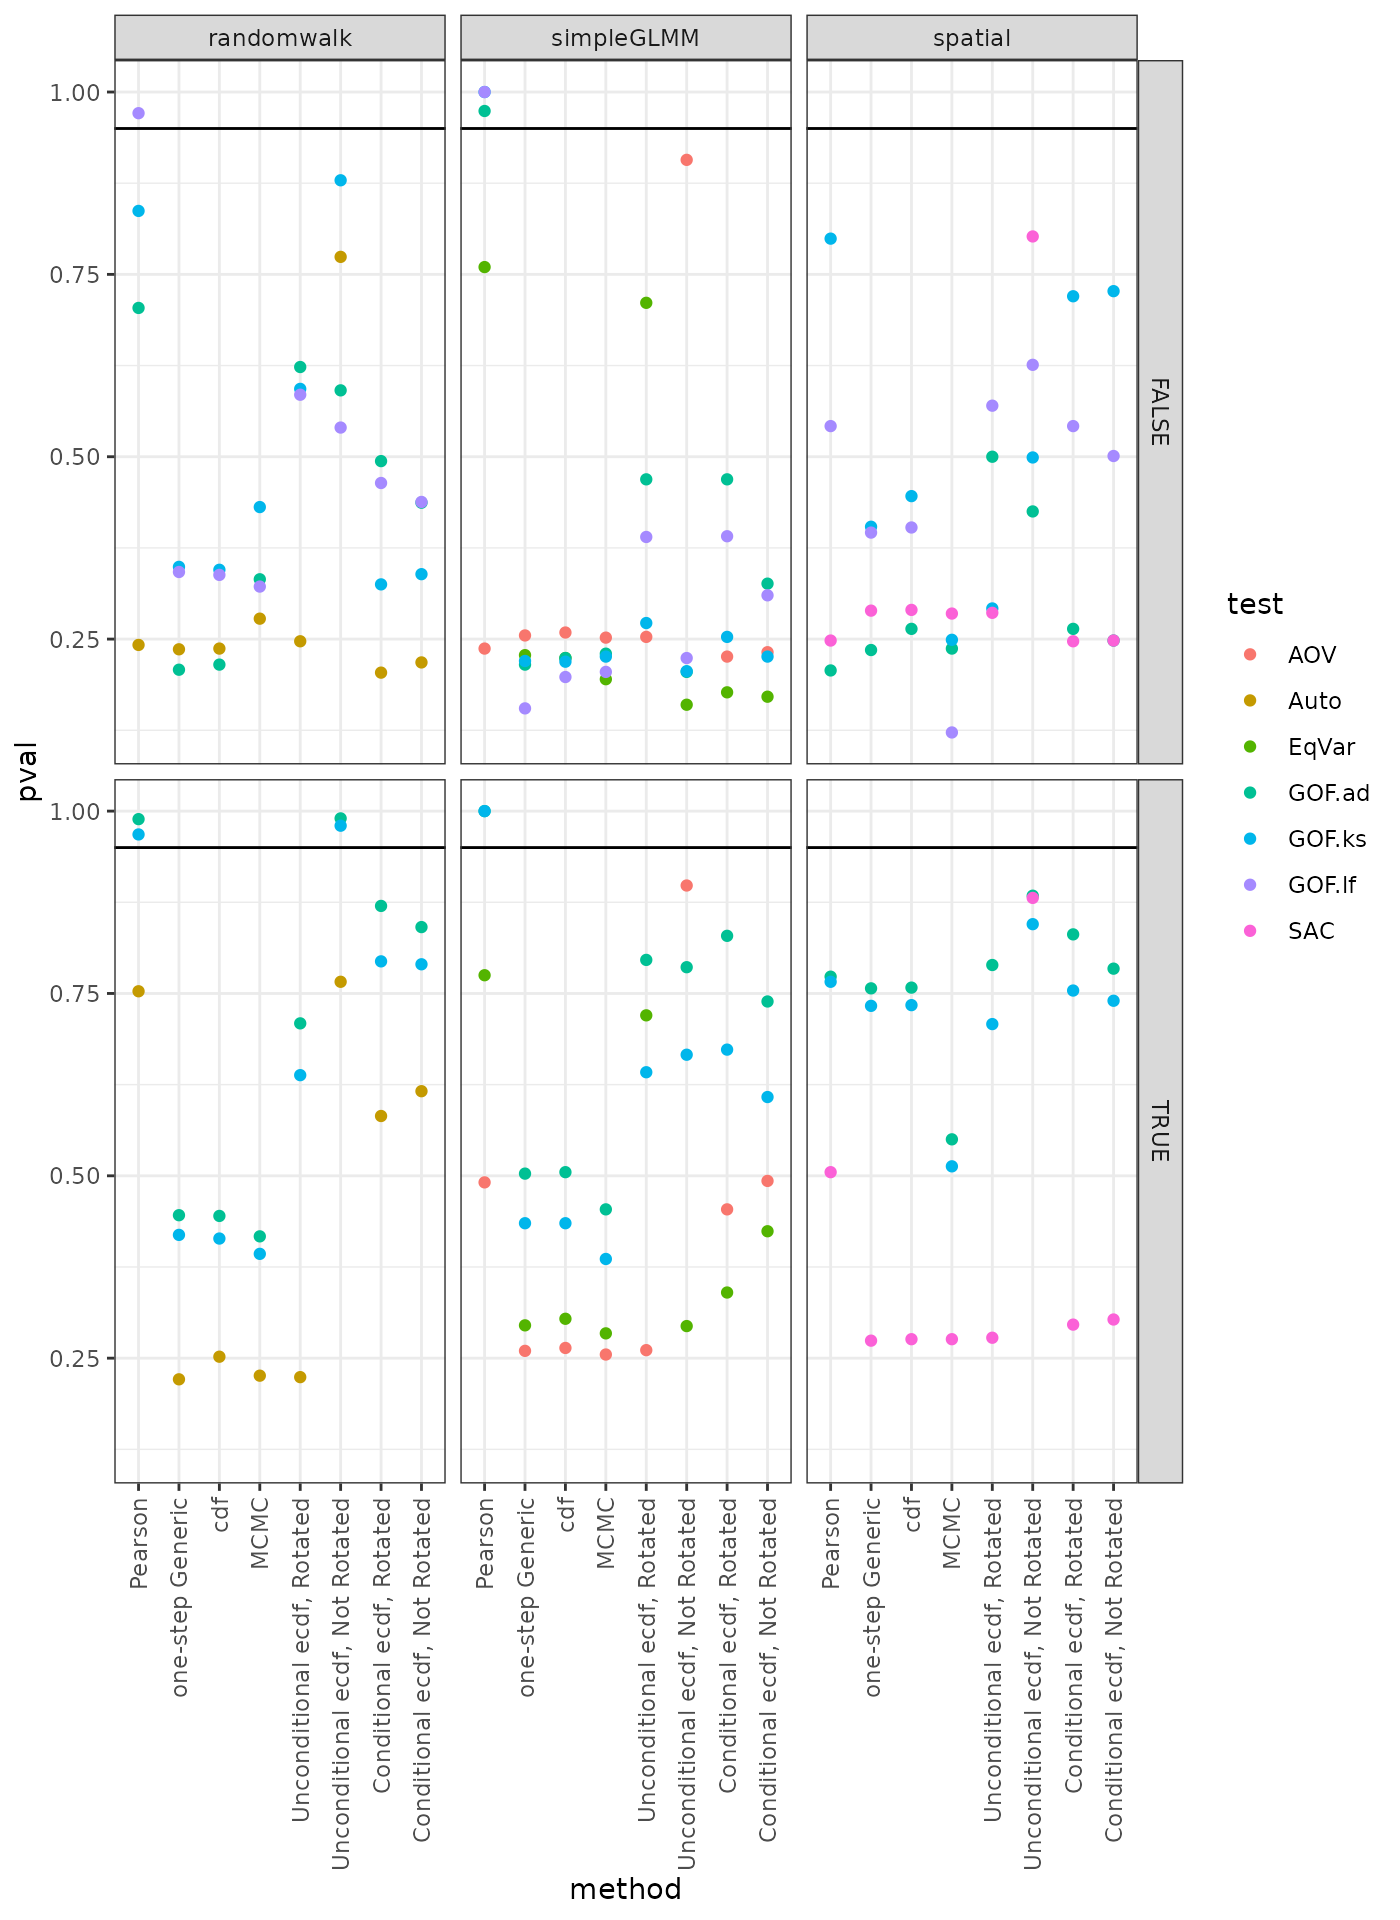 randomwalk
simpleGLMM
spatial
FALSE
TRUE
pval
1.00
0.75
0.50
0.25
1.00
0.75
0.50
0.25
Pearson
one-step Generic
cdf
MCMC
Unconditional ecdf, Rotated
Unconditional ecdf, Not Rotated
Conditional ecdf, Rotated
Conditional ecdf, Not Rotated
Pearson
one-step Generic
cdf
MCMC
Unconditional ecdf, Rotated
Unconditional ecdf, Not Rotated
Conditional ecdf, Rotated
Conditional ecdf, Not Rotated
Pearson
one-step Generic
cdf
MCMC
Unconditional ecdf, Rotated
Unconditional ecdf, Not Rotated
Conditional ecdf, Rotated
Conditional ecdf, Not Rotated
method
test
AOV
Auto
EqVar
GOF.ad
GOF.ks
GOF.lf
SAC